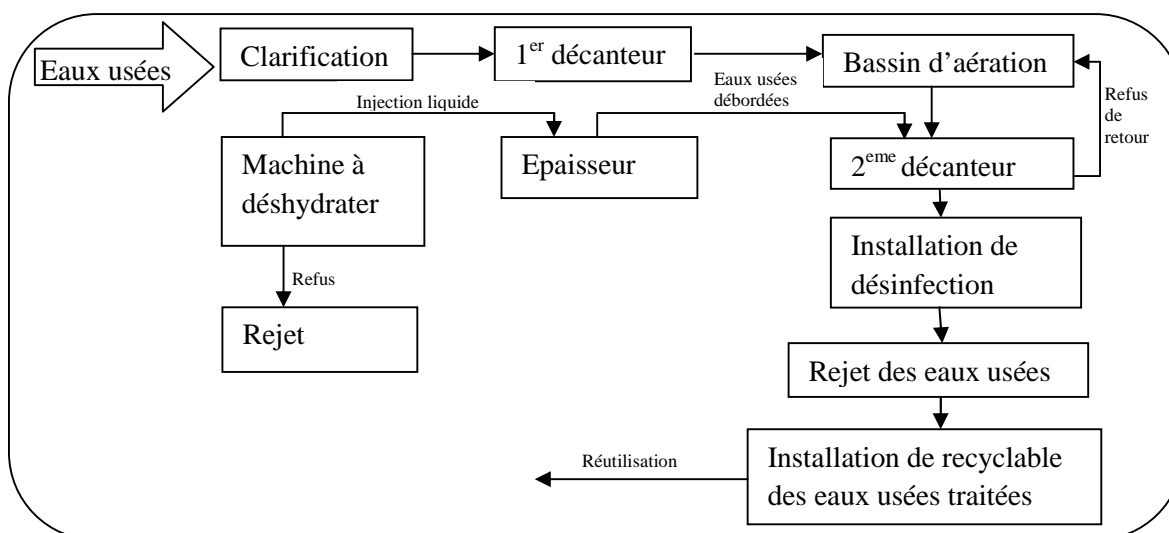 Eaux usées
Clarification
1er décanteur
Bassin d'aération
Injection liquide
Eaux usées
débordées
Refus
de
retour
Machine à
déshydrater
Epaisseur
2eme décanteur
Refus
Rejet
Installation de
désinfection
Rejet des eaux usées
Installation de recyclable
des eaux usées traitées
Réutilisation